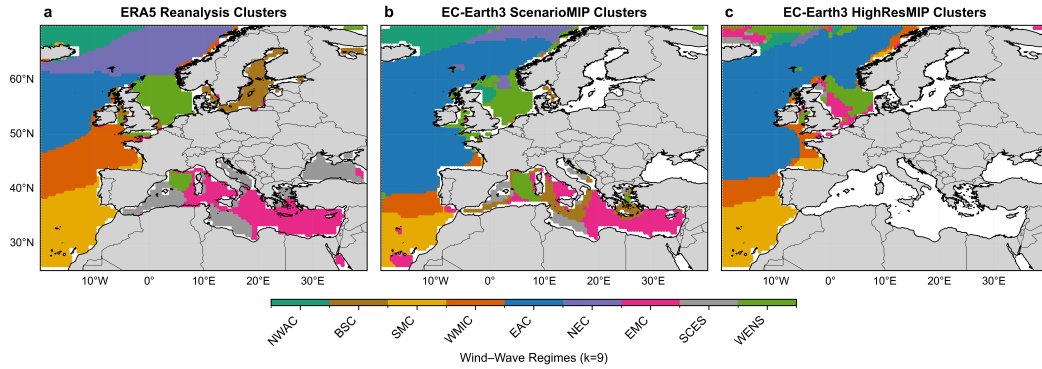 a
ERA5 Reanalysis Clusters
b
EC-Earth3 ScenarioMIP Clusters
c
EC-Earth3 HighResMIP Clusters
60°N
50°N
40°N
30°N
10°W 0° 10°E 20°E 30°E
10°W 0° 10°E 20°E 30°E
10°W 0° 10°E 20°E 30°E
NWAC BSC SMC WMIC EAC NEC EMC SCES WENS
Wind–Wave Regimes (k=9)